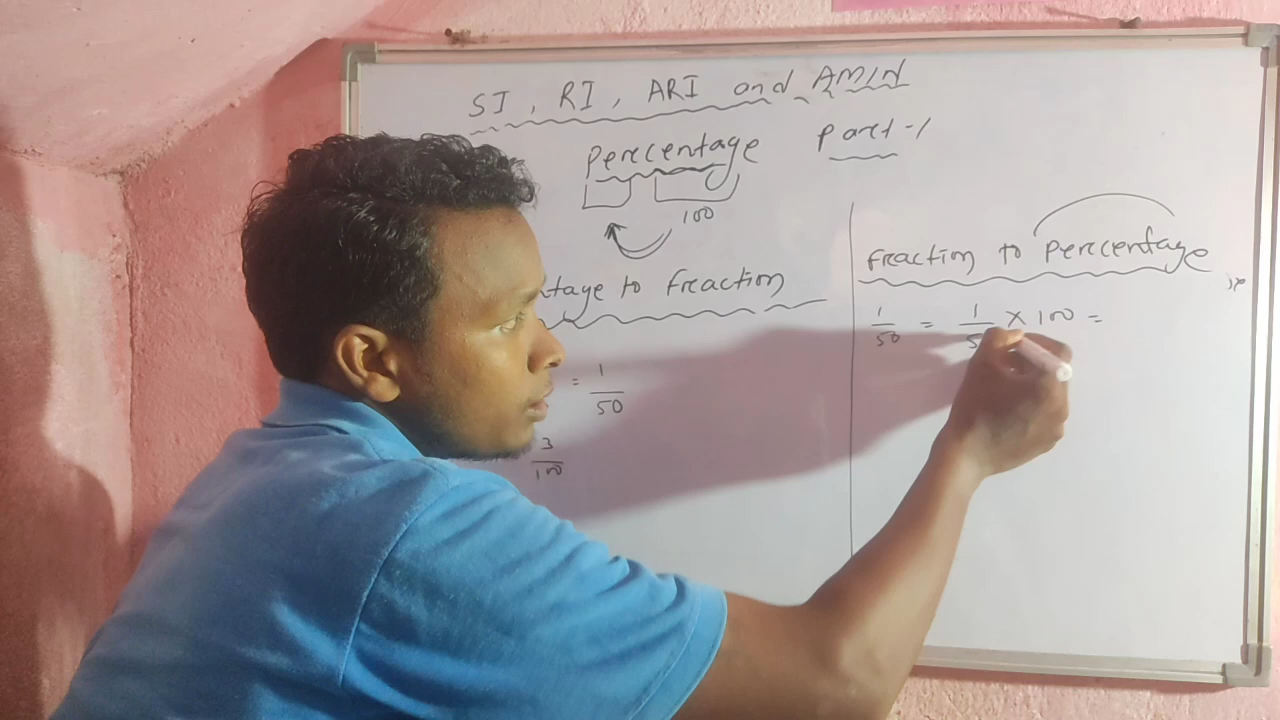 SI, RI, ARI and AMIN
Percentage Part-1
100
tage to fraction
= 1/50
3/100
fraction to percentage
1/50 = 1/5 × 100 =